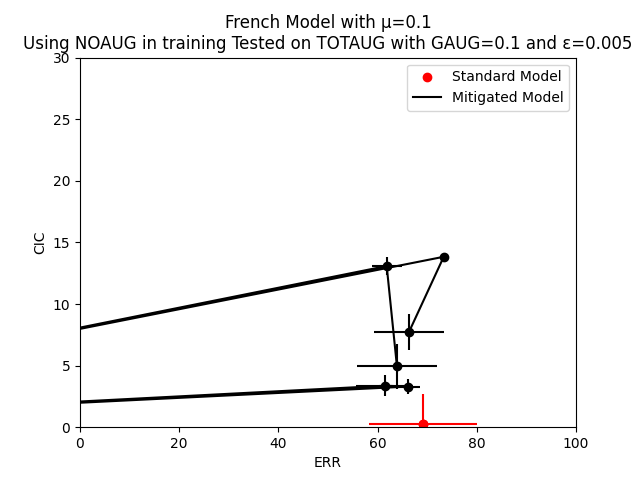 French Model with μ=0.1
Using NOAUG in training Tested on TOTAUG with GAUG=0.1 and ε=0.005
30
25
20
15
10
5
0
CIC
Standard Model
Mitigated Model
0 20 40 60 80 100
ERR